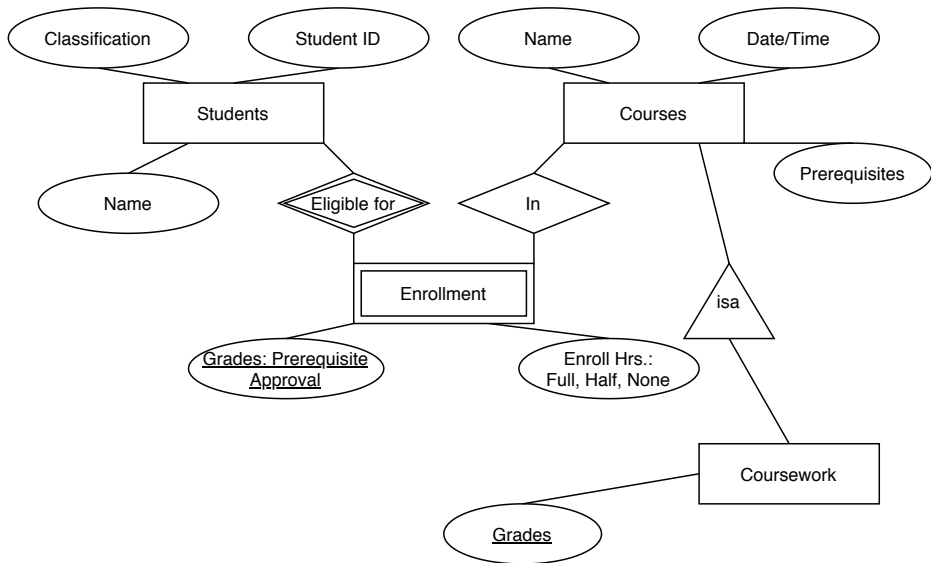 Classification
Student ID
Name
Date/Time
Students
Courses
Name
Eligible for
In
Prerequisites
Enrollment
isa
Grades: Prerequisite
Approval
Enroll Hrs.:
Full, Half, None
Coursework
Grades